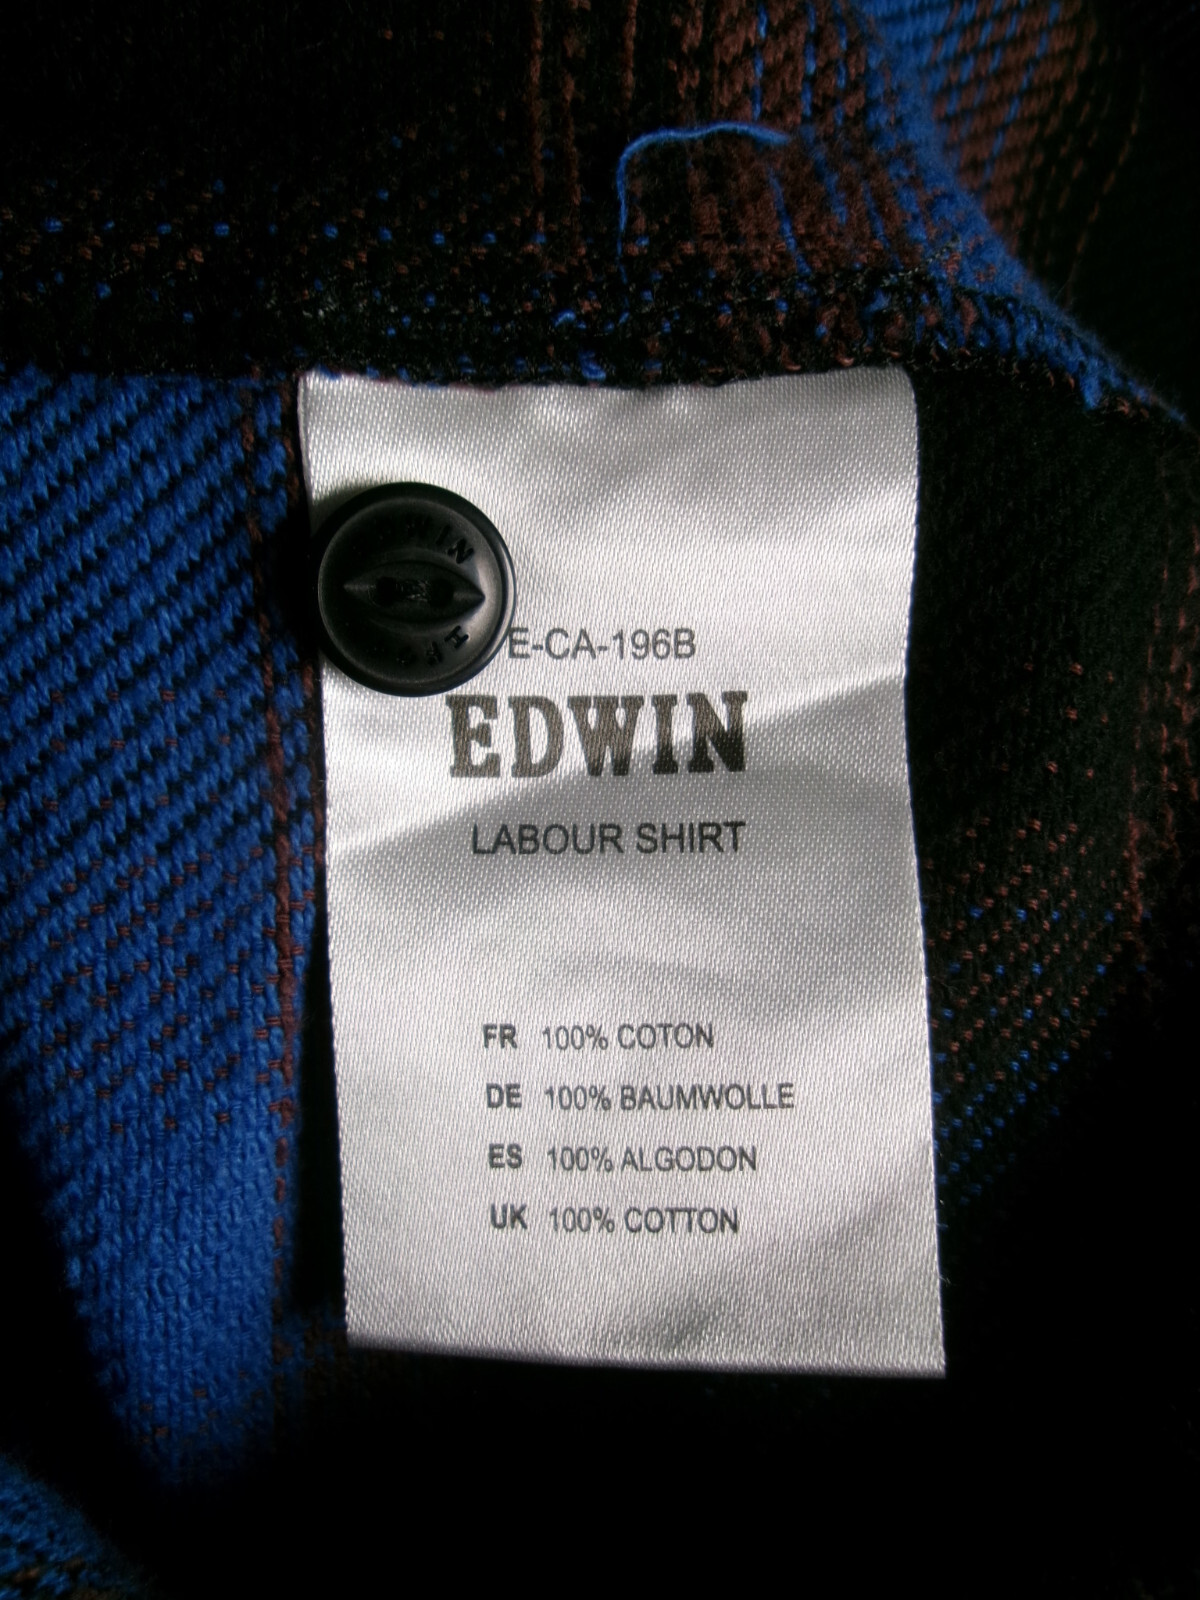 EDWIN
E-CA-196B
EDWIN
LABOUR SHIRT
FR 100% COTON
DE 100% BAUMWOLLE
ES 100% ALGODON
UK 100% COTTON